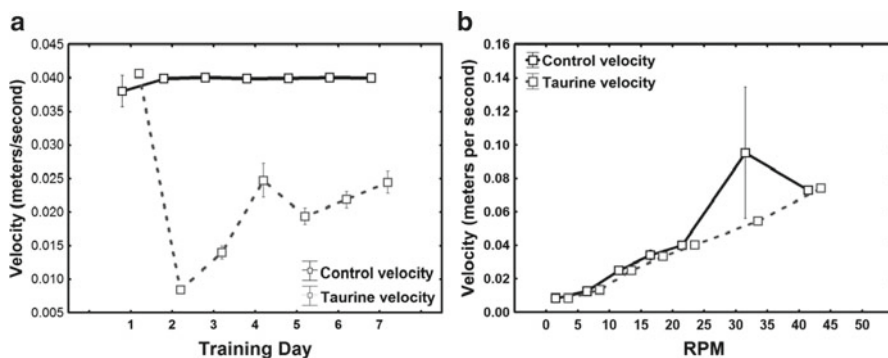 a
Velocity (meters/second)
0.045
0.040
0.035
0.030
0.025
0.020
0.015
0.010
0.005
Control velocity
Taurine velocity
1 2 3 4 5 6 7
Training Day
b
Velocity (meters per second)
0.16
0.14
0.12
0.10
0.08
0.06
0.04
0.02
0.00
Control velocity
Taurine velocity
0 5 10 15 20 25 30 35 40 45 50
RPM